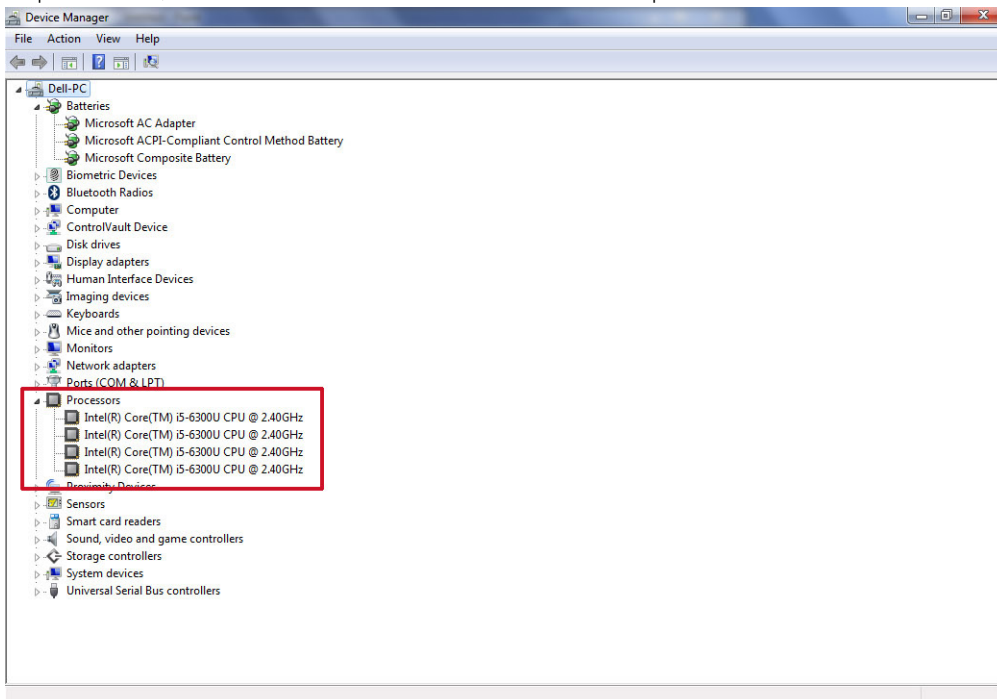 Device Manager
File Action View Help
Dell-PC
Batteries
Microsoft AC Adapter
Microsoft ACPI-Compliant Control Method Battery
Microsoft Composite Battery
Biometric Devices
Bluetooth Radios
Computer
ControlVault Device
Disk drives
Display adapters
Human Interface Devices
Imaging devices
Keyboards
Mice and other pointing devices
Monitors
Network adapters
Ports (COM & LPT)
Processors
Intel(R) Core(TM) i5-6300U CPU @ 2.40GHz
Intel(R) Core(TM) i5-6300U CPU @ 2.40GHz
Intel(R) Core(TM) i5-6300U CPU @ 2.40GHz
Intel(R) Core(TM) i5-6300U CPU @ 2.40GHz
Proximity Devices
Sensors
Smart card readers
Sound, video and game controllers
Storage controllers
System devices
Universal Serial Bus controllers